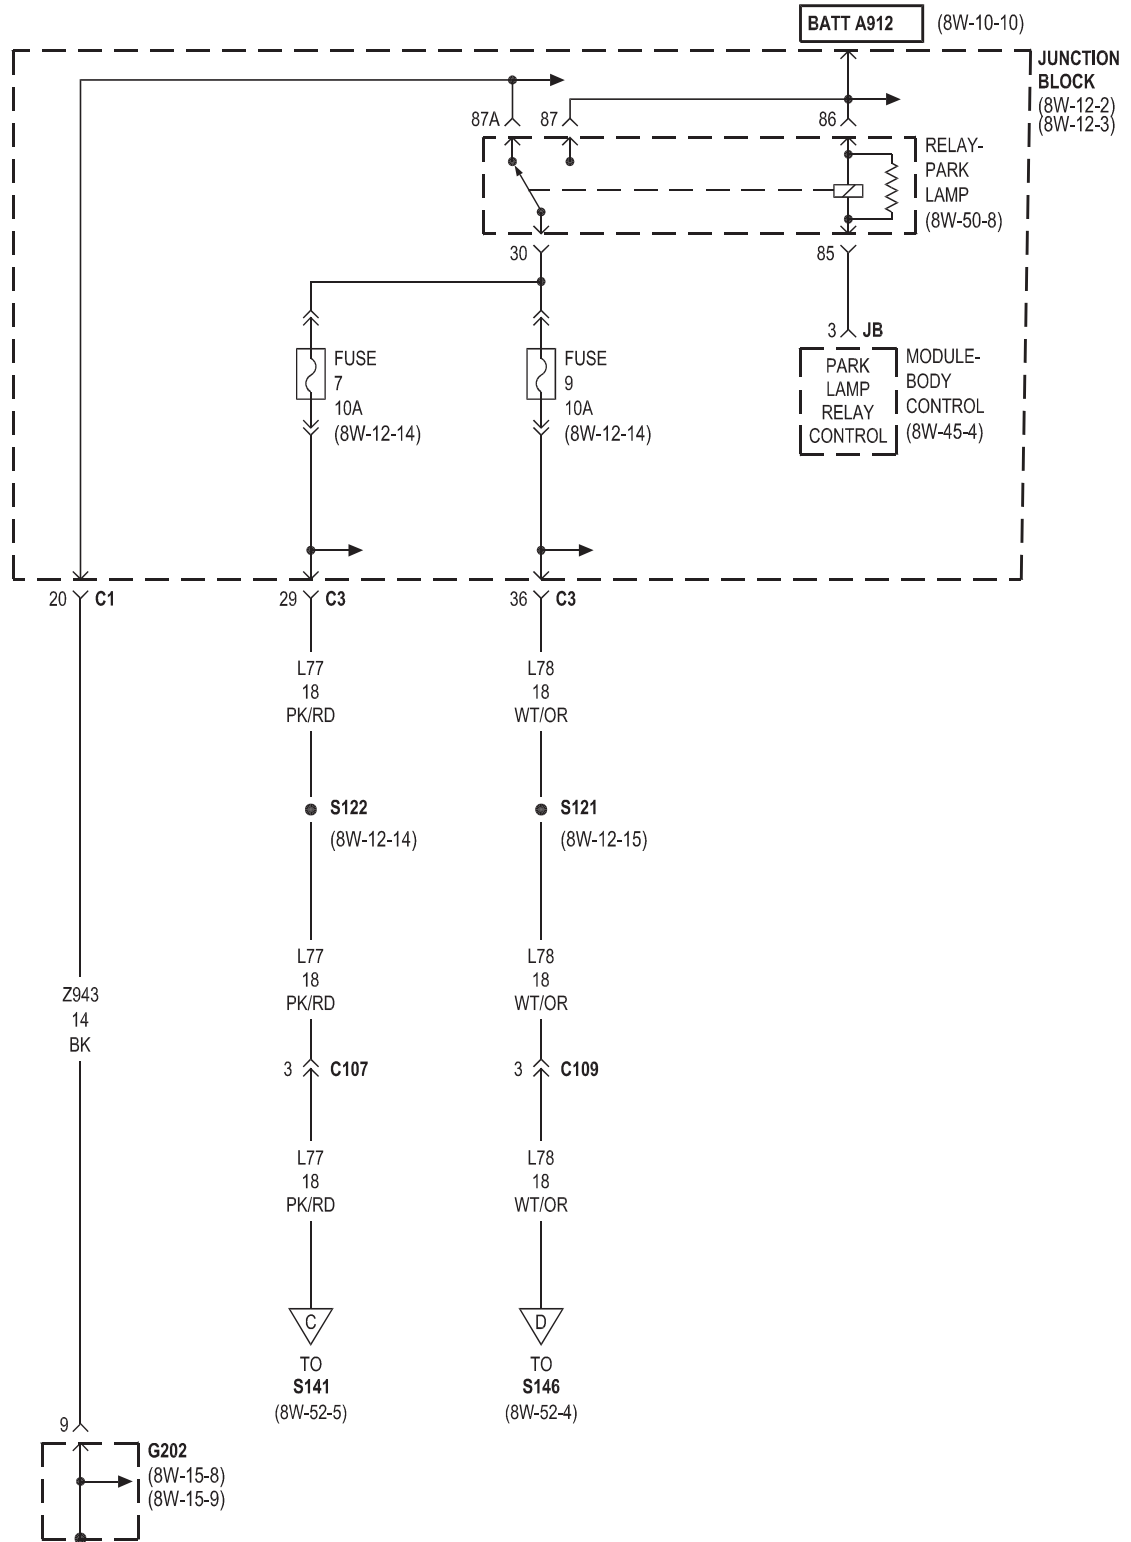 BATT A912
(8W-10-10)
JUNCTION
BLOCK
(8W-12-2)
(8W-12-3)
87A
87
86
RELAY-
PARK
LAMP
(8W-50-8)
30
85
3
JB
FUSE
7
10A
(8W-12-14)
FUSE
9
10A
(8W-12-14)
PARK
LAMP
RELAY
CONTROL
MODULE-
BODY
CONTROL
(8W-45-4)
20
C1
29
C3
36
C3
L77
18
PK/RD
L78
18
WT/OR
S122
(8W-12-14)
S121
(8W-12-15)
L77
18
PK/RD
L78
18
WT/OR
Z943
14
BK
3
C107
3
C109
L77
18
PK/RD
L78
18
WT/OR
C
TO
S141
(8W-52-5)
D
TO
S146
(8W-52-4)
9
G202
(8W-15-8)
(8W-15-9)